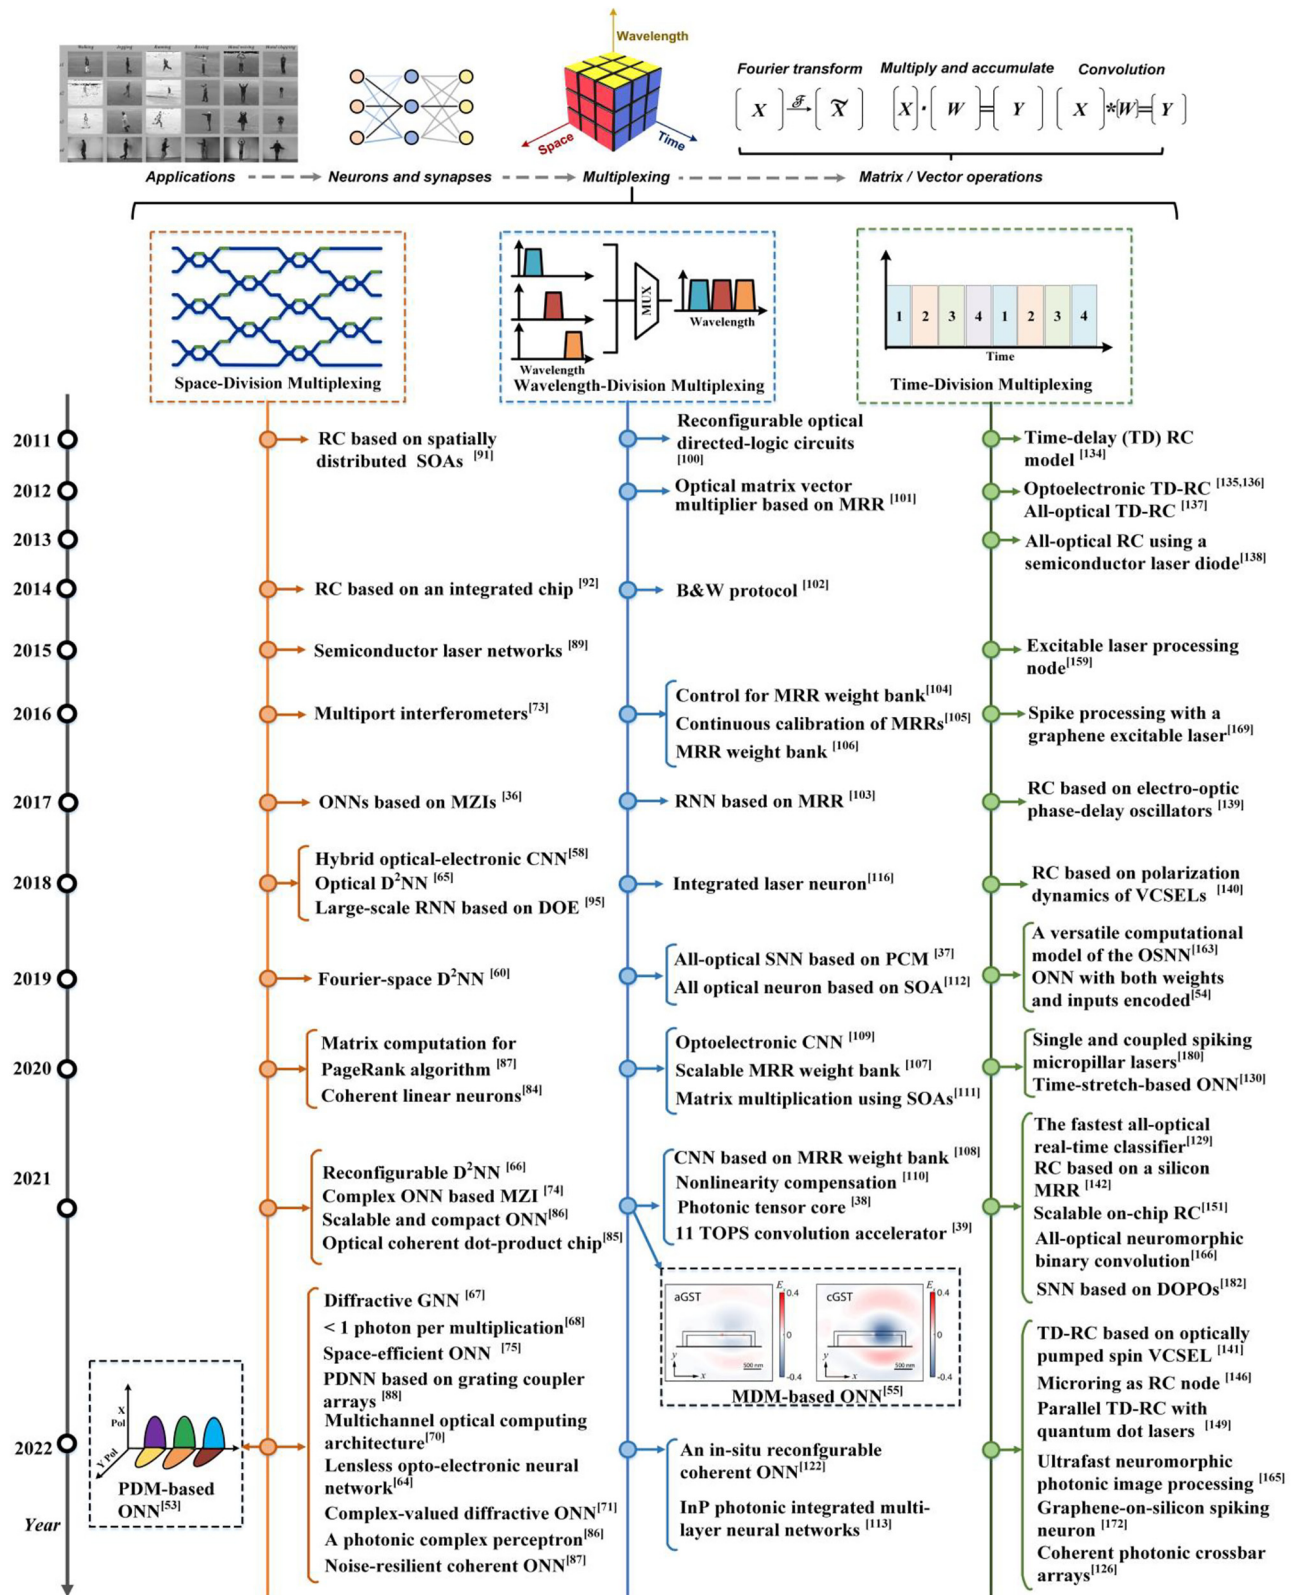 Walking Jogging Running Boxing Hand waving Hand clapping
Wavelength
Space
Time
Fourier transform Multiply and accumulate Convolution
X ℱ X̃ X · W = Y X * W = Y
Applications Neurons and synapses Multiplexing Matrix / Vector operations
Space-Division Multiplexing
MUX
Wavelength
Wavelength
Wavelength-Division Multiplexing
1 2 3 4 1 2 3 4
Time
Time-Division Multiplexing
2011
RC based on spatially
distributed SOAs [91]
Reconfigurable optical
directed-logic circuits
[100]
Time-delay (TD) RC
model [134]
2012
Optical matrix vector
multiplier based on MRR [101]
Optoelectronic TD-RC [135,136]
All-optical TD-RC [137]
2013
All-optical RC using a
semiconductor laser diode[138]
2014
RC based on an integrated chip [92]
B&W protocol [102]
2015
Semiconductor laser networks [89]
Excitable laser processing
node[159]
2016
Multiport interferometers[73]
Control for MRR weight bank[104]
Continuous calibration of MRRs[105]
MRR weight bank [106]
Spike processing with a
graphene excitable laser[169]
2017
ONNs based on MZIs [36]
RNN based on MRR [103]
RC based on electro-optic
phase-delay oscillators [139]
2018
Hybrid optical-electronic CNN[58]
Optical D²NN [65]
Large-scale RNN based on DOE [95]
Integrated laser neuron[116]
RC based on polarization
dynamics of VCSELs [140]
2019
Fourier-space D²NN [60]
All-optical SNN based on PCM [37]
All optical neuron based on SOA[112]
A versatile computational
model of the OSNN[163]
ONN with both weights
and inputs encoded[54]
2020
Matrix computation for
PageRank algorithm [87]
Coherent linear neurons[84]
Optoelectronic CNN [109]
Scalable MRR weight bank [107]
Matrix multiplication using SOAs[111]
Single and coupled spiking
micropillar lasers[180]
Time-stretch-based ONN[130]
2021
Reconfigurable D²NN [66]
Complex ONN based MZI [74]
Scalable and compact ONN[86]
Optical coherent dot-product chip[85]
CNN based on MRR weight bank [108]
Nonlinearity compensation [110]
Photonic tensor core [38]
11 TOPS convolution accelerator [39]
The fastest all-optical
real-time classifier[129]
RC based on a silicon
MRR [142]
Scalable on-chip RC[151]
All-optical neuromorphic
binary convolution[166]
SNN based on DOPOs[182]
aGST
E
0.4
0
-0.4
y
x
500 nm
cGST
E
0.4
0
-0.4
y
x
500 nm
MDM-based ONN[55]
2022
X
Pol
Y Pol
PDM-based
ONN[53]
Diffractive GNN [67]
< 1 photon per multiplication[68]
Space-efficient ONN [75]
PDNN based on grating coupler
arrays [88]
Multichannel optical computing
architecture[70]
Lensless opto-electronic neural
network[64]
Complex-valued diffractive ONN[71]
A photonic complex perceptron[86]
Noise-resilient coherent ONN[87]
An in-situ reconfgurable
coherent ONN[122]
InP photonic integrated multi-
layer neural networks [113]
TD-RC based on optically
pumped spin VCSEL [141]
Microring as RC node [146]
Parallel TD-RC with
quantum dot lasers [149]
Ultrafast neuromorphic
photonic image processing [165]
Graphene-on-silicon spiking
neuron [172]
Coherent photonic crossbar
arrays[126]
Year